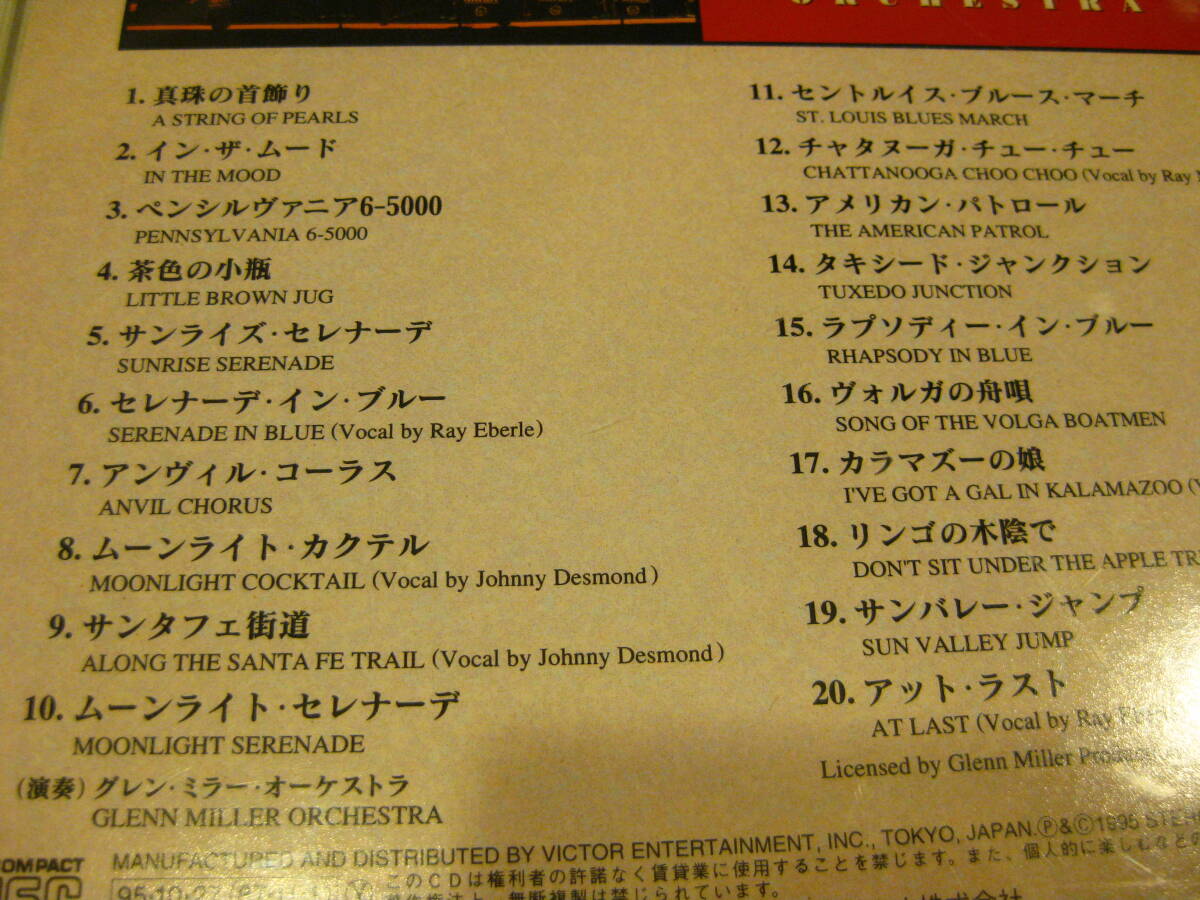 ORCHESTRA
1. 真珠の首飾り
A STRING OF PEARLS
2. イン・ザ・ムード
IN THE MOOD
3. ペンシルヴァニア6-5000
PENNSYLVANIA 6-5000
4. 茶色の小瓶
LITTLE BROWN JUG
5. サンライズ・セレナーデ
SUNRISE SERENADE
6. セレナーデ・イン・ブルー
SERENADE IN BLUE (Vocal by Ray Eberle)
7. アンヴィル・コーラス
ANVIL CHORUS
8. ムーンライト・カクテル
MOONLIGHT COCKTAIL (Vocal by Johnny Desmond)
9. サンタフェ街道
ALONG THE SANTA FE TRAIL (Vocal by Johnny Desmond)
10. ムーンライト・セレナーデ
MOONLIGHT SERENADE
(演奏) グレン・ミラー・オーケストラ
GLENN MILLER ORCHESTRA
11. セントルイス・ブルース・マーチ
ST. LOUIS BLUES MARCH
12. チャタヌーガ・チュー・チュー
CHATTANOOGA CHOO CHOO (Vocal by Ray
13. アメリカン・パトロール
THE AMERICAN PATROL
14. タキシード・ジャンクション
TUXEDO JUNCTION
15. ラプソディー・イン・ブルー
RHAPSODY IN BLUE
16. ヴォルガの舟唄
SONG OF THE VOLGA BOATMEN
17. カラマズーの娘
I'VE GOT A GAL IN KALAMAZOO (
18. リンゴの木陰で
DON'T SIT UNDER THE APPLE
19. サンバレー・ジャンプ
SUN VALLEY JUMP
20. アット・ラスト
AT LAST (Vocal by Ray Eberle
Licensed by Glenn Miller
COMPACT
MANUFACTURED AND DISTRIBUTED BY VICTOR ENTERTAINMENT, INC., TOKYO, JAPAN. Ⓟ&Ⓒ1995
95·10·27
このCDは権利者の許諾なく賃貸業に使用することを禁じます。また、個人的に楽しむなどの
著作権法上、無断複製は禁じられています。
株式会社